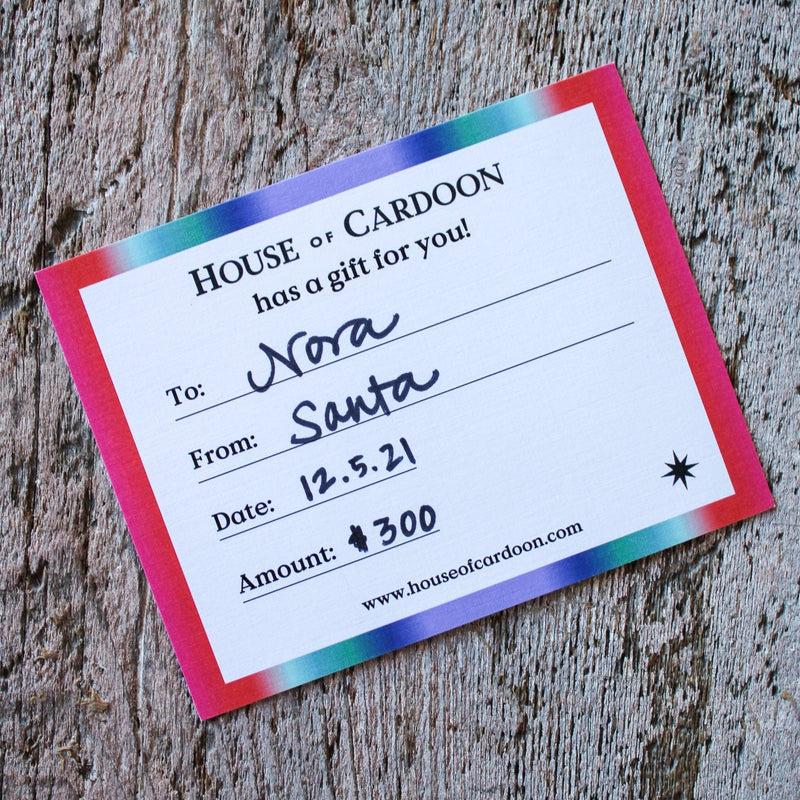 HOUSE OF CARDOON
has a gift for you!
To: Nora
From: Santa
Date: 12.5.21
Amount: $300
www.houseofcardoon.com